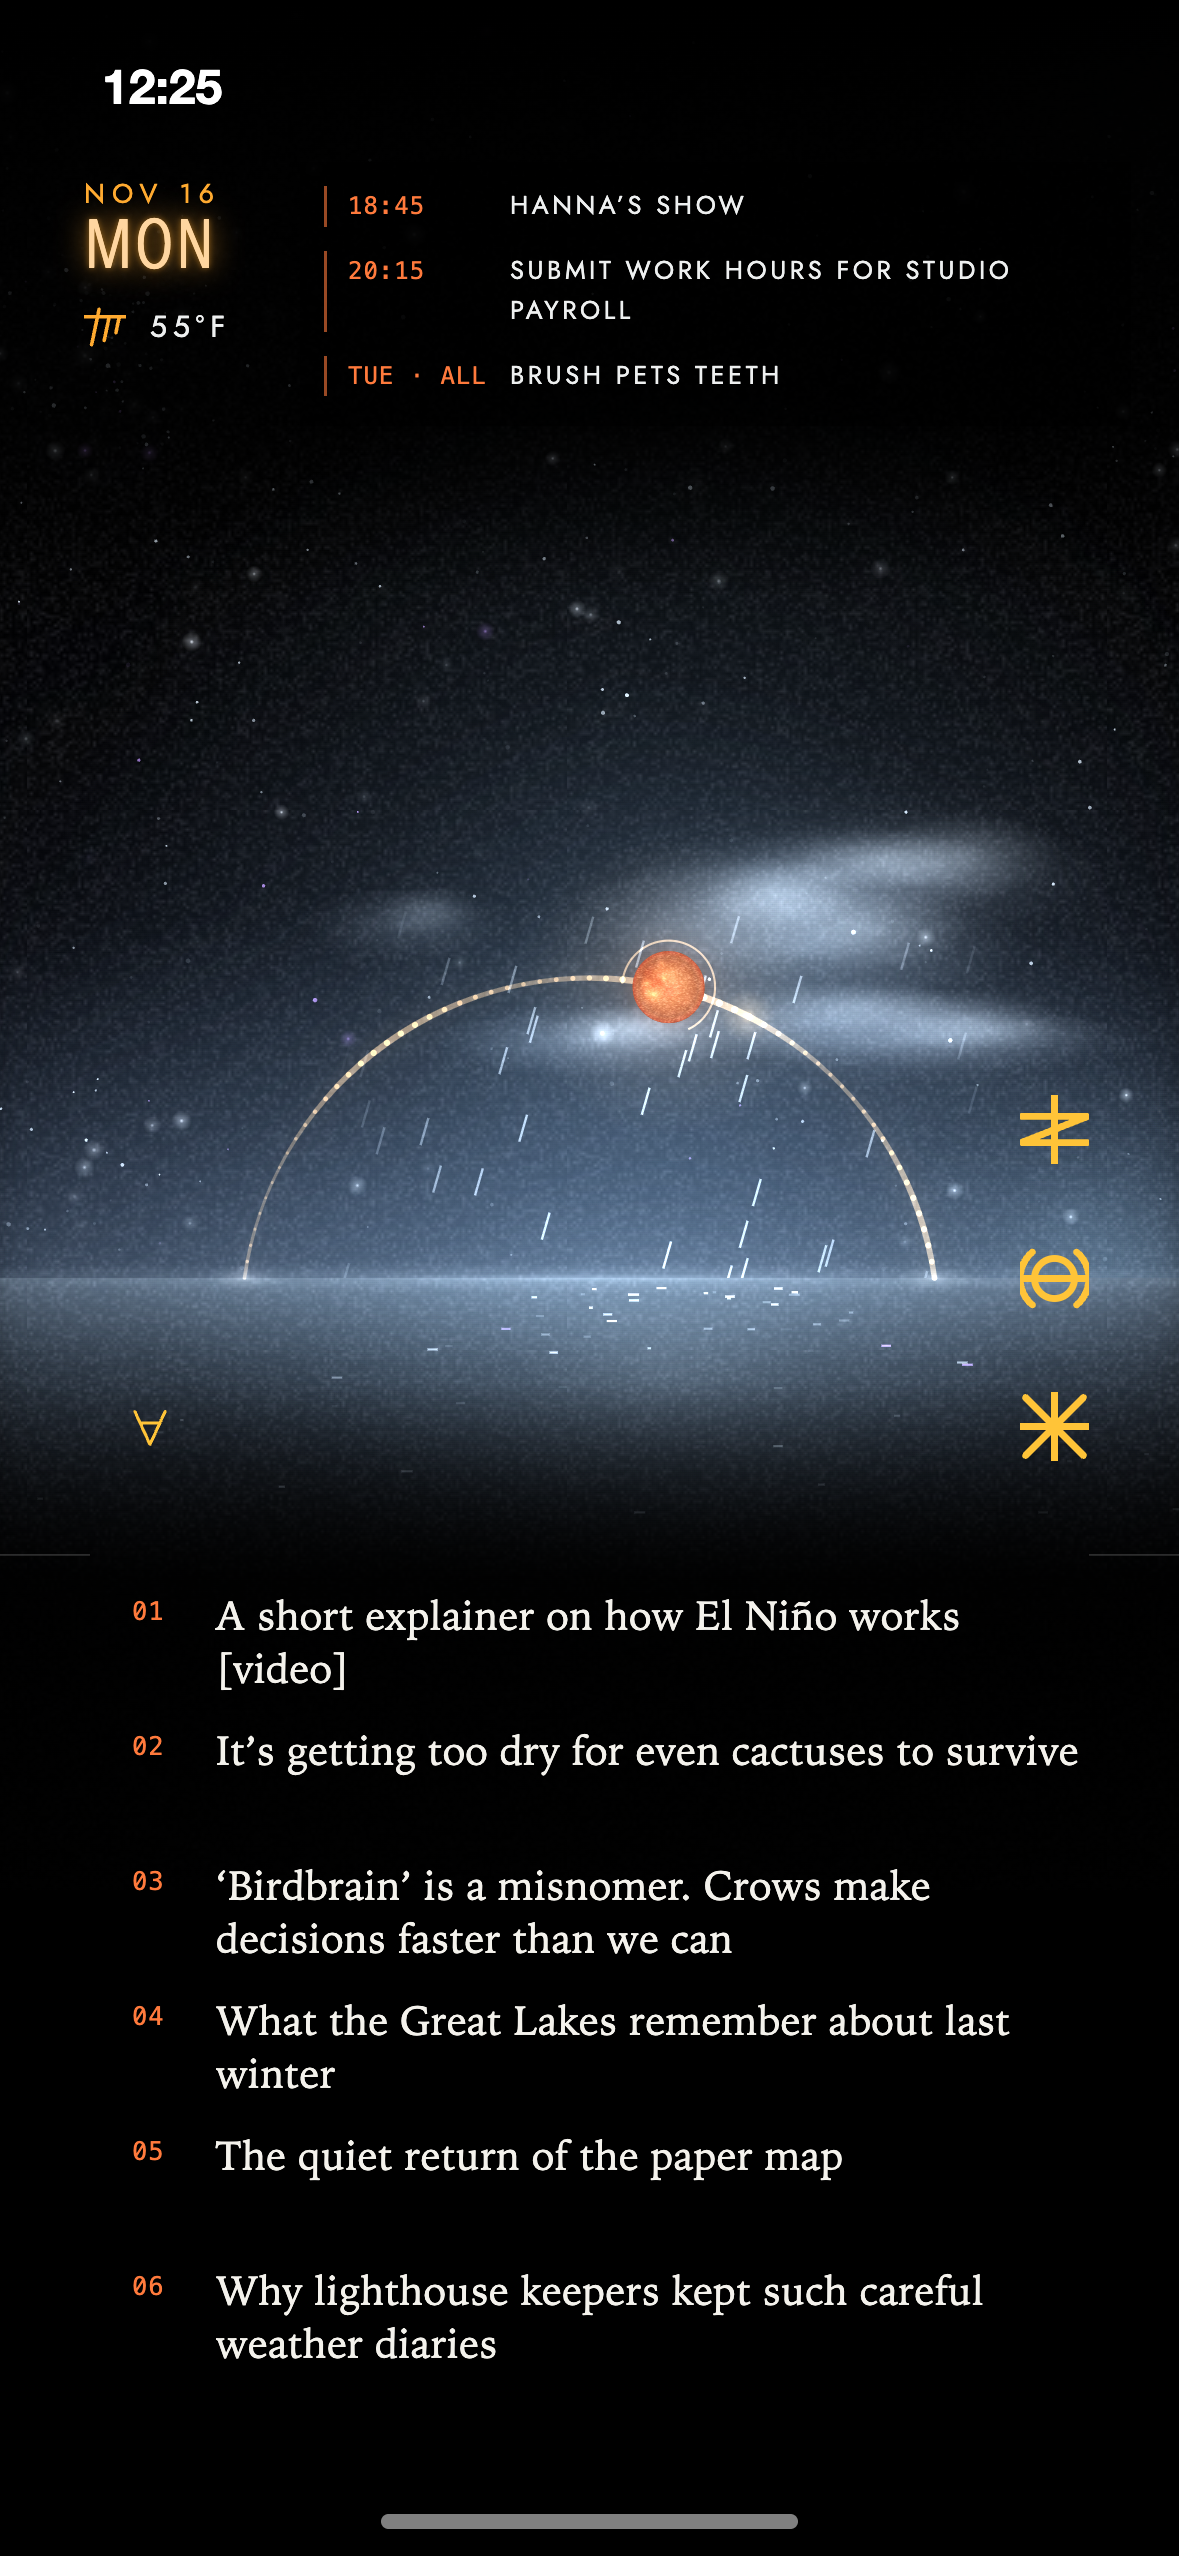 12:25
NOV 16
MON
55°F
18:45 HANNA’S SHOW
20:15 SUBMIT WORK HOURS FOR STUDIO
PAYROLL
TUE · ALL BRUSH PETS TEETH
01 A short explainer on how El Niño works
[video]
02 It’s getting too dry for even cactuses to survive
03 ‘Birdbrain’ is a misnomer. Crows make
decisions faster than we can
04 What the Great Lakes remember about last
winter
05 The quiet return of the paper map
06 Why lighthouse keepers kept such careful
weather diaries